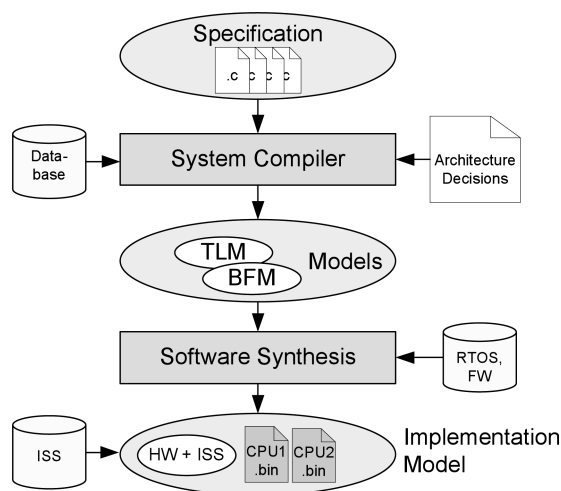 Specification
.c c c c
Data-
base
System Compiler
Architecture
Decisions
TLM
BFM
Models
Software Synthesis
RTOS,
FW
ISS
HW + ISS
CPU1
.bin
CPU2
.bin
Implementation
Model